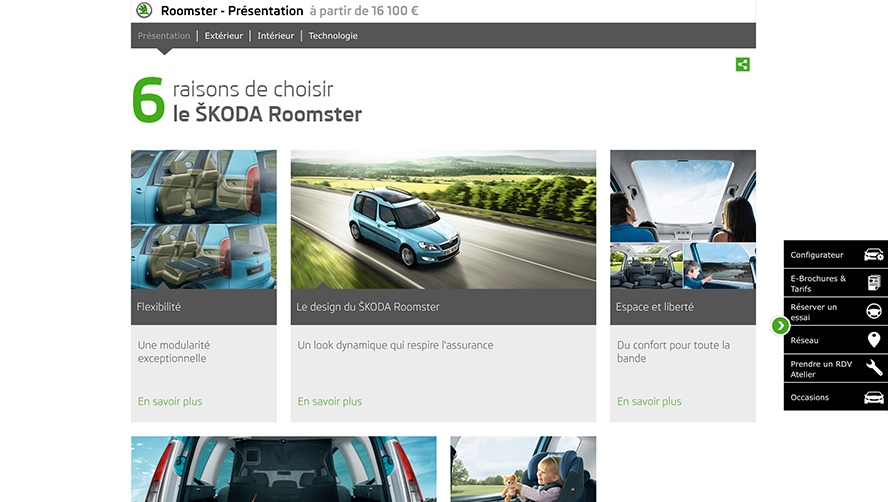 Roomster - Présentation à partir de 16 100 €
Présentation | Extérieur | Intérieur | Technologie
6 raisons de choisir
le ŠKODA Roomster
Flexibilité
Une modularité
exceptionnelle
En savoir plus
Le design du ŠKODA Roomster
Un look dynamique qui respire l'assurance
En savoir plus
Espace et liberté
Du confort pour toute la
bande
En savoir plus
Configurateur
E-Brochures &
Tarifs
Réserver un
essai
Réseau
Prendre un RDV
Atelier
Occasions